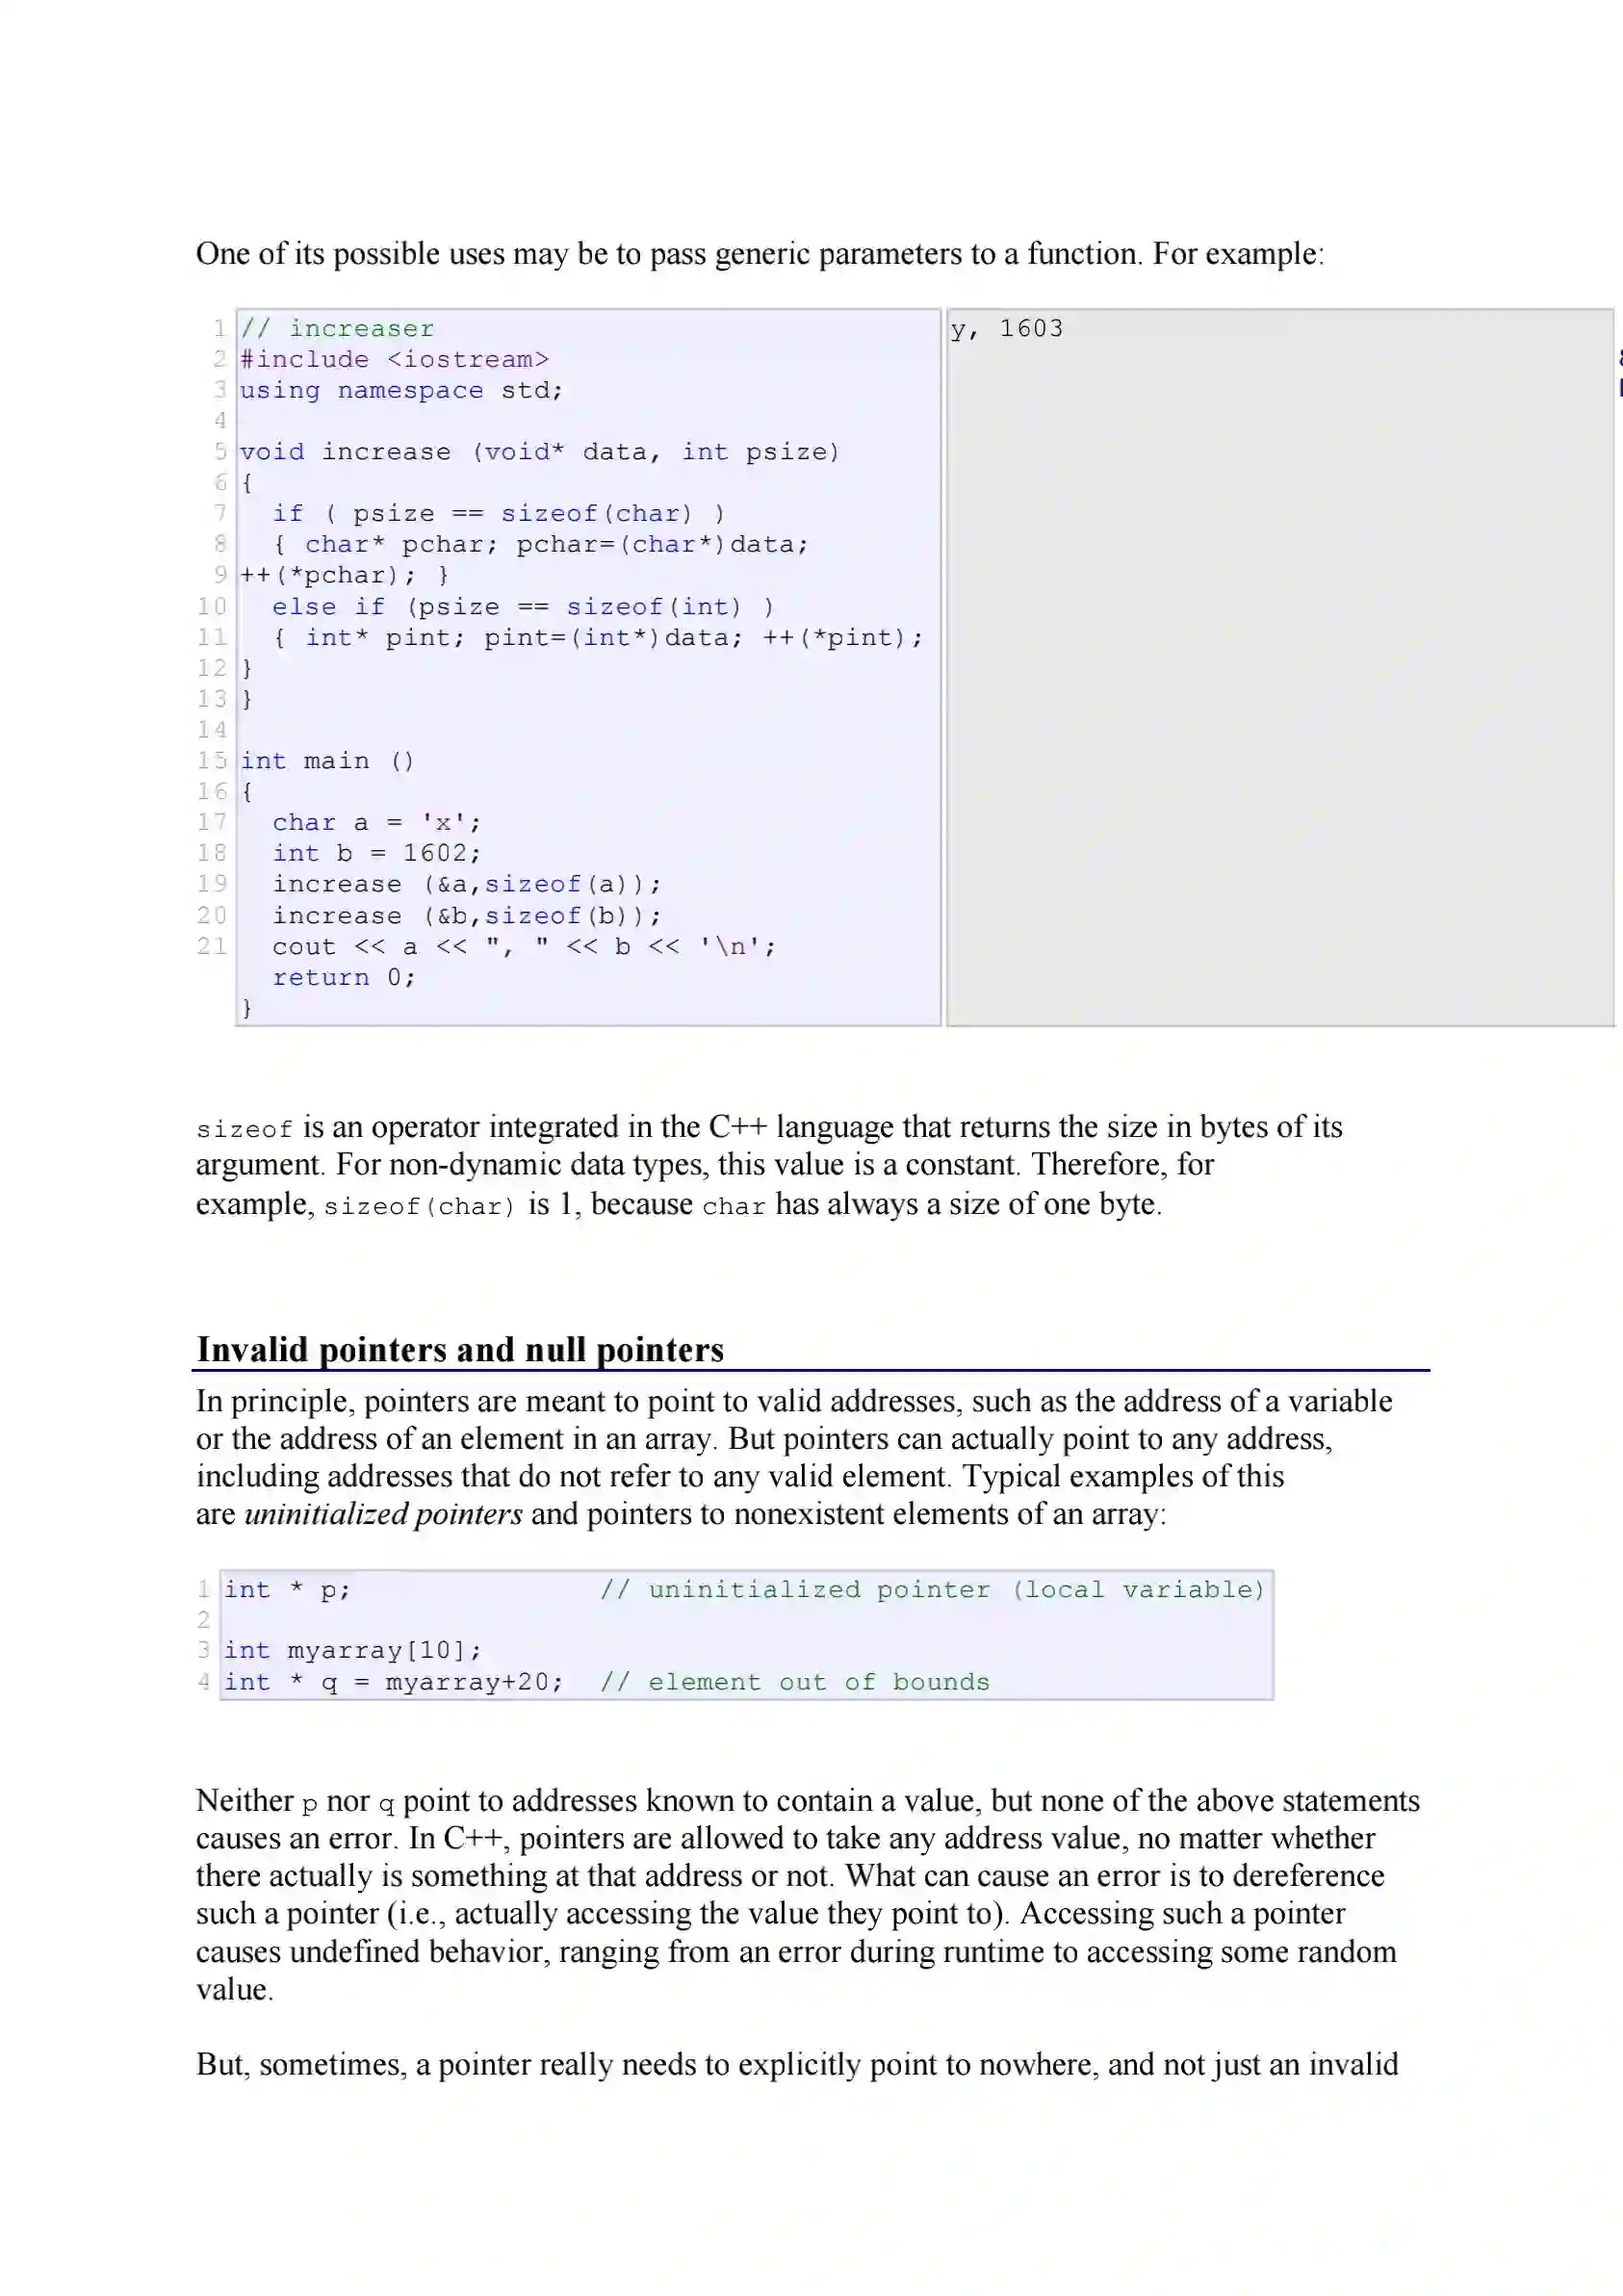 One of its possible uses may be to pass generic parameters to a function. For example:
1 // increaser
2 #include <iostream>
3 using namespace std;
4
5 void increase (void* data, int psize)
6 {
7   if ( psize == sizeof(char) )
8   { char* pchar; pchar=(char*)data;
9 ++(*pchar); }
10   else if (psize == sizeof(int) )
11   { int* pint; pint=(int*)data; ++(*pint);
12 }
13 }
14
15 int main ()
16 {
17   char a = 'x';
18   int b = 1602;
19   increase (&a,sizeof(a));
20   increase (&b,sizeof(b));
21   cout << a << ", " << b << '\n';
  return 0;
}
y, 1603
sizeof is an operator integrated in the C++ language that returns the size in bytes of its
argument. For non-dynamic data types, this value is a constant. Therefore, for
example, sizeof(char) is 1, because char has always a size of one byte.
Invalid pointers and null pointers
In principle, pointers are meant to point to valid addresses, such as the address of a variable
or the address of an element in an array. But pointers can actually point to any address,
including addresses that do not refer to any valid element. Typical examples of this
are uninitialized pointers and pointers to nonexistent elements of an array:
1 int * p;               // uninitialized pointer (local variable)
2
3 int myarray[10];
4 int * q = myarray+20;  // element out of bounds
Neither p nor q point to addresses known to contain a value, but none of the above statements
causes an error. In C++, pointers are allowed to take any address value, no matter whether
there actually is something at that address or not. What can cause an error is to dereference
such a pointer (i.e., actually accessing the value they point to). Accessing such a pointer
causes undefined behavior, ranging from an error during runtime to accessing some random
value.
But, sometimes, a pointer really needs to explicitly point to nowhere, and not just an invalid